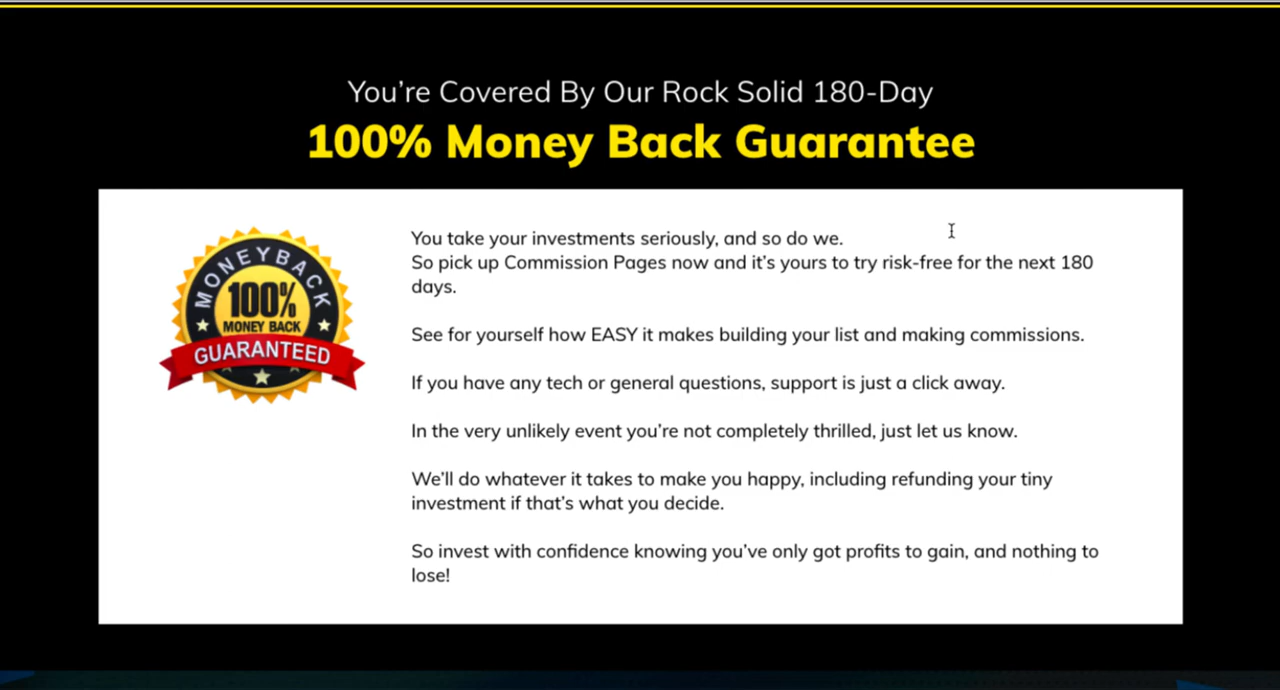 You're Covered By Our Rock Solid 180-Day
100% Money Back Guarantee
MONEYBACK
100%
MONEY BACK
GUARANTEED
You take your investments seriously, and so do we.
So pick up Commission Pages now and it's yours to try risk-free for the next 180
days.
See for yourself how EASY it makes building your list and making commissions.
If you have any tech or general questions, support is just a click away.
In the very unlikely event you're not completely thrilled, just let us know.
We'll do whatever it takes to make you happy, including refunding your tiny
investment if that's what you decide.
So invest with confidence knowing you've only got profits to gain, and nothing to
lose!